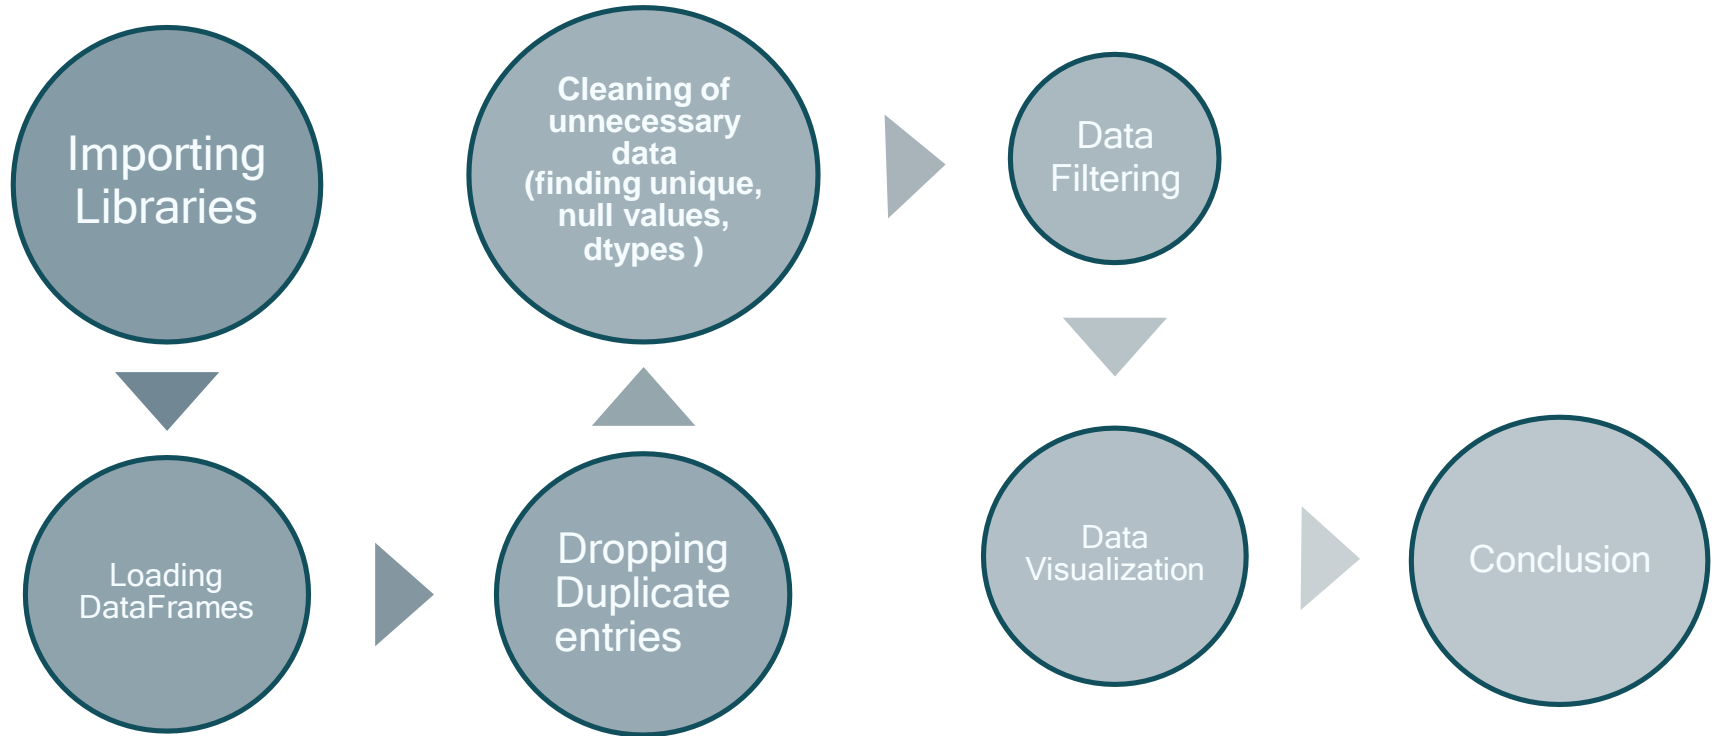 Importing
Libraries
Loading
DataFrames
Dropping
Duplicate
entries
Cleaning of
unnecessary
data
(finding unique,
null values,
dtypes )
Data
Filtering
Data
Visualization
Conclusion